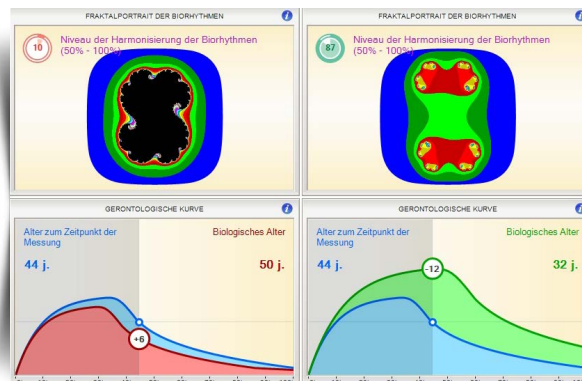 FRAKTALPORTRAIT DER BIORHYTHMEN
i
10
Niveau der Harmonisierung der Biorhythmen
(50% - 100%)
FRAKTALPORTRAIT DER BIORHYTHMEN
i
87
Niveau der Harmonisierung der Biorhythmen
(50% - 100%)
GERONTOLOGISCHE KURVE
i
Alter zum Zeitpunkt der
Messung
Biologisches Alter
44 j.
50 j.
+6
GERONTOLOGISCHE KURVE
i
Alter zum Zeitpunkt der
Messung
Biologisches Alter
44 j.
32 j.
-12